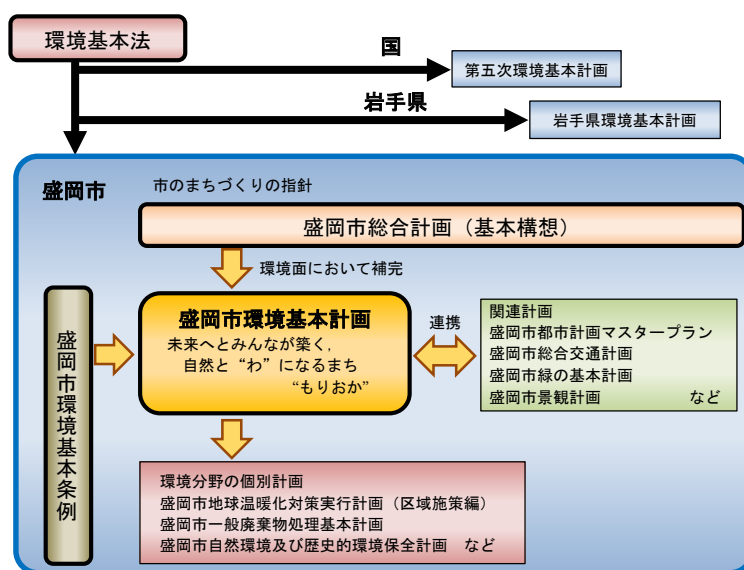 環境基本法
国
第五次環境基本計画
岩手県
岩手県環境基本計画
盛岡市
市のまちづくりの指針
盛岡市総合計画（基本構想）
環境面において補完
盛岡市環境基本条例
盛岡市環境基本計画
未来へとみんなが築く，
自然と“わ”になるまち
“もりおか”
連携
関連計画
盛岡市都市計画マスタープラン
盛岡市総合交通計画
盛岡市緑の基本計画
盛岡市景観計画　　　　　など
環境分野の個別計画
盛岡市地球温暖化対策実行計画（区域施策編）
盛岡市一般廃棄物処理基本計画
盛岡市自然環境及び歴史的環境保全計画　など